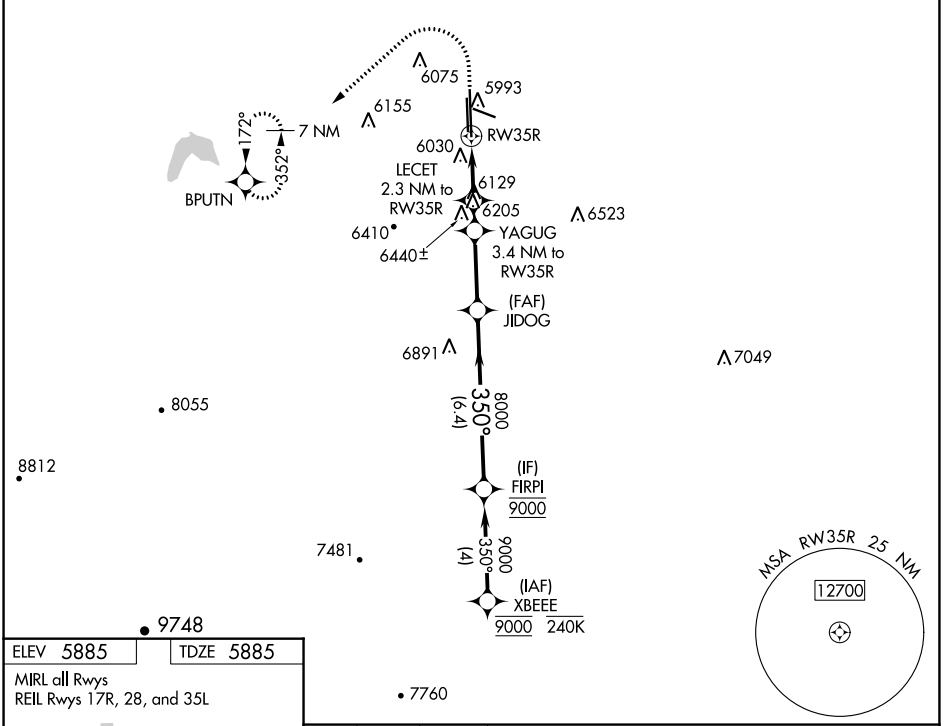 6075
5993
6155
7 NM
172°
352°
RW35R
6030
LECET
2.3 NM to
RW35R
6129
6205
BPUTN
6410
6440±
6523
YAGUG
3.4 NM to
RW35R
(FAF)
JIDOG
6891
7049
8000
350°
(6.4)
8055
8812
(IF)
FIRPI
9000
7481
9000
350°
(4)
(IAF)
XBEEE
9000 240K
MSA RW35R 25 NM
12700
9748
ELEV 5885 TDZE 5885
MIRL all Rwys
REIL Rwys 17R, 28, and 35L
7760